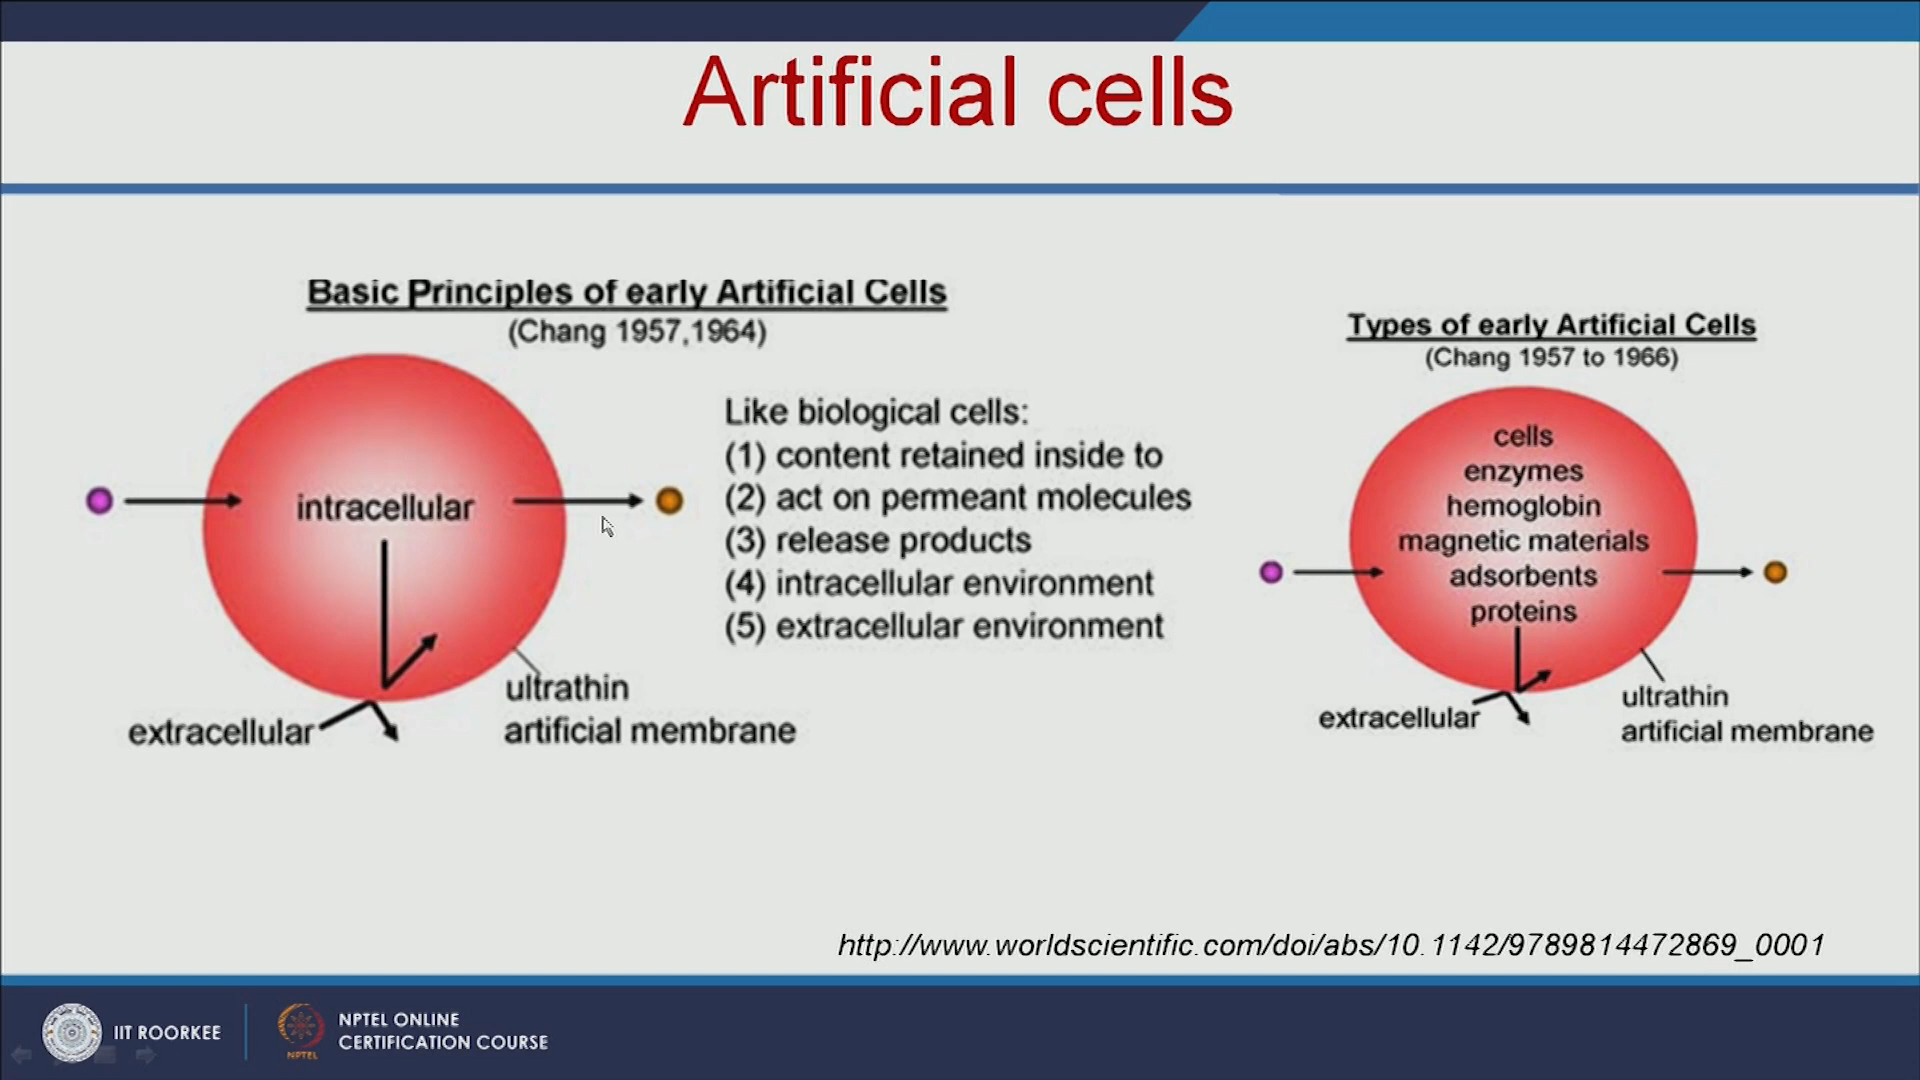 Artificial cells
Basic Principles of early Artificial Cells
(Chang 1957,1964)
intracellular
extracellular
ultrathin
artificial membrane
Like biological cells:
(1) content retained inside to
(2) act on permeant molecules
(3) release products
(4) intracellular environment
(5) extracellular environment
Types of early Artificial Cells
(Chang 1957 to 1966)
cells
enzymes
hemoglobin
magnetic materials
adsorbents
proteins
extracellular
ultrathin
artificial membrane
http://www.worldscientific.com/doi/abs/10.1142/9789814472869_0001
IIT ROORKEE
NPTEL
NPTEL ONLINE
CERTIFICATION COURSE